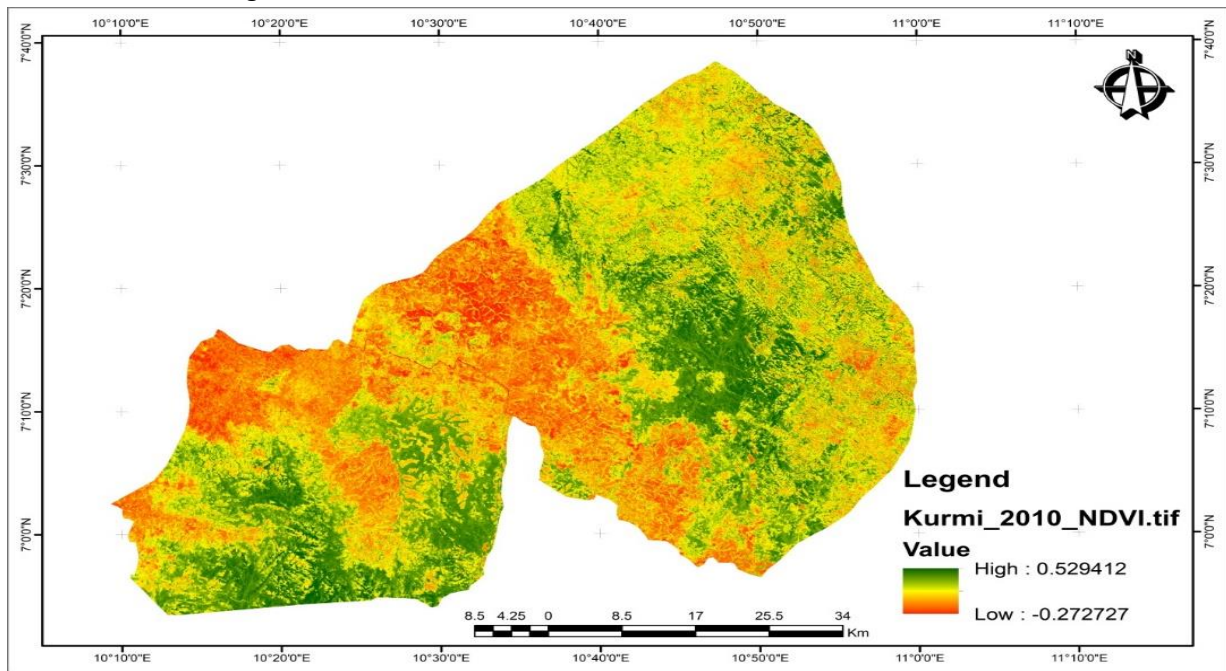 10°10'0"E 10°20'0"E 10°30'0"E 10°40'0"E 10°50'0"E 11°0'0"E 11°10'0"E
N
7°40'0"N 7°40'0"N
7°30'0"N 7°30'0"N
7°20'0"N 7°20'0"N
7°10'0"N 7°10'0"N
7°0'0"N 7°0'0"N
Legend
Kurmi_2010_NDVI.tif
Value
High : 0.529412
Low : -0.272727
8.5 4.25 0 8.5 17 25.5 34
Km
10°10'0"E 10°20'0"E 10°30'0"E 10°40'0"E 10°50'0"E 11°0'0"E 11°10'0"E